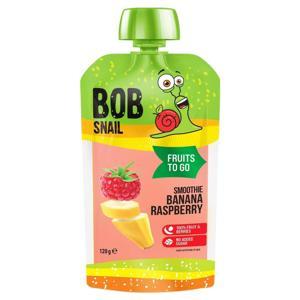 BOB
SNAIL
FRUITS
TO GO
SMOOTHIE
BANANA
RASPBERRY
100% FRUIT &
BERRIES
NO ADDED
SUGAR
120 g e